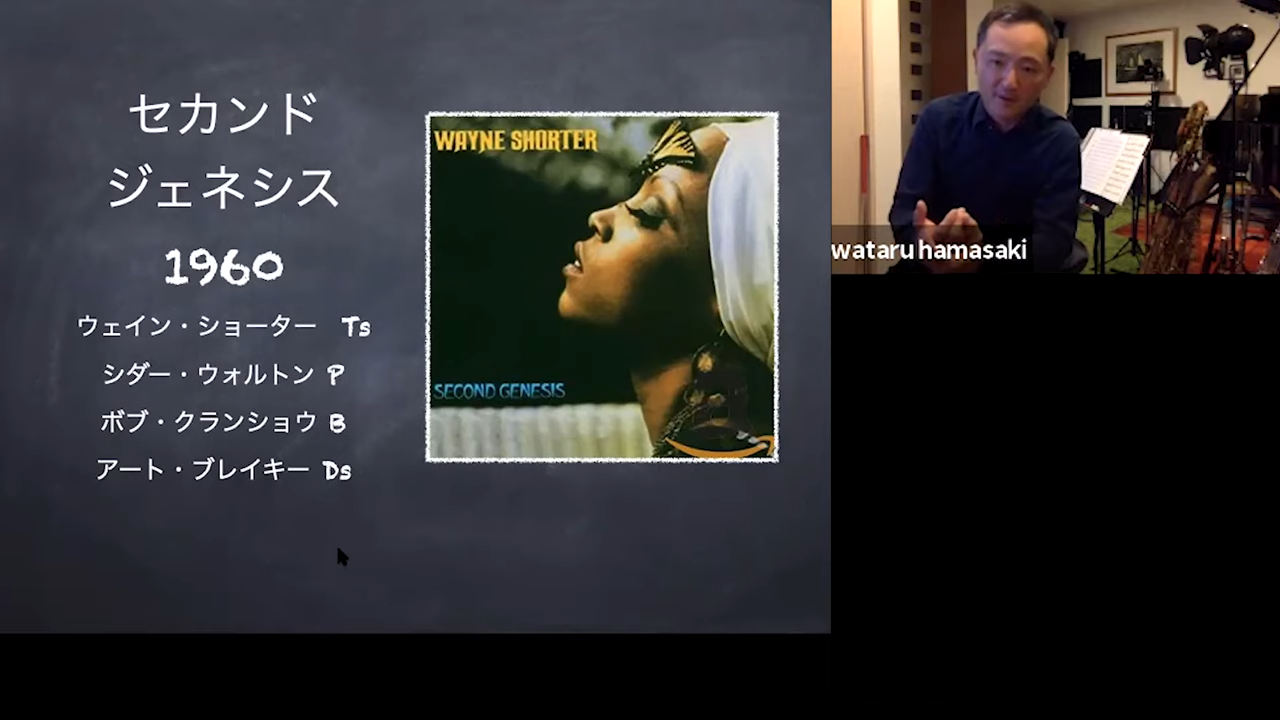 セカンド
ジェネシス
1960
ウェイン・ショーター Ts
シダー・ウォルトン P
ボブ・クランショウ B
アート・ブレイキー Ds
WAYNE SHORTER
SECOND GENESIS
wataru hamasaki